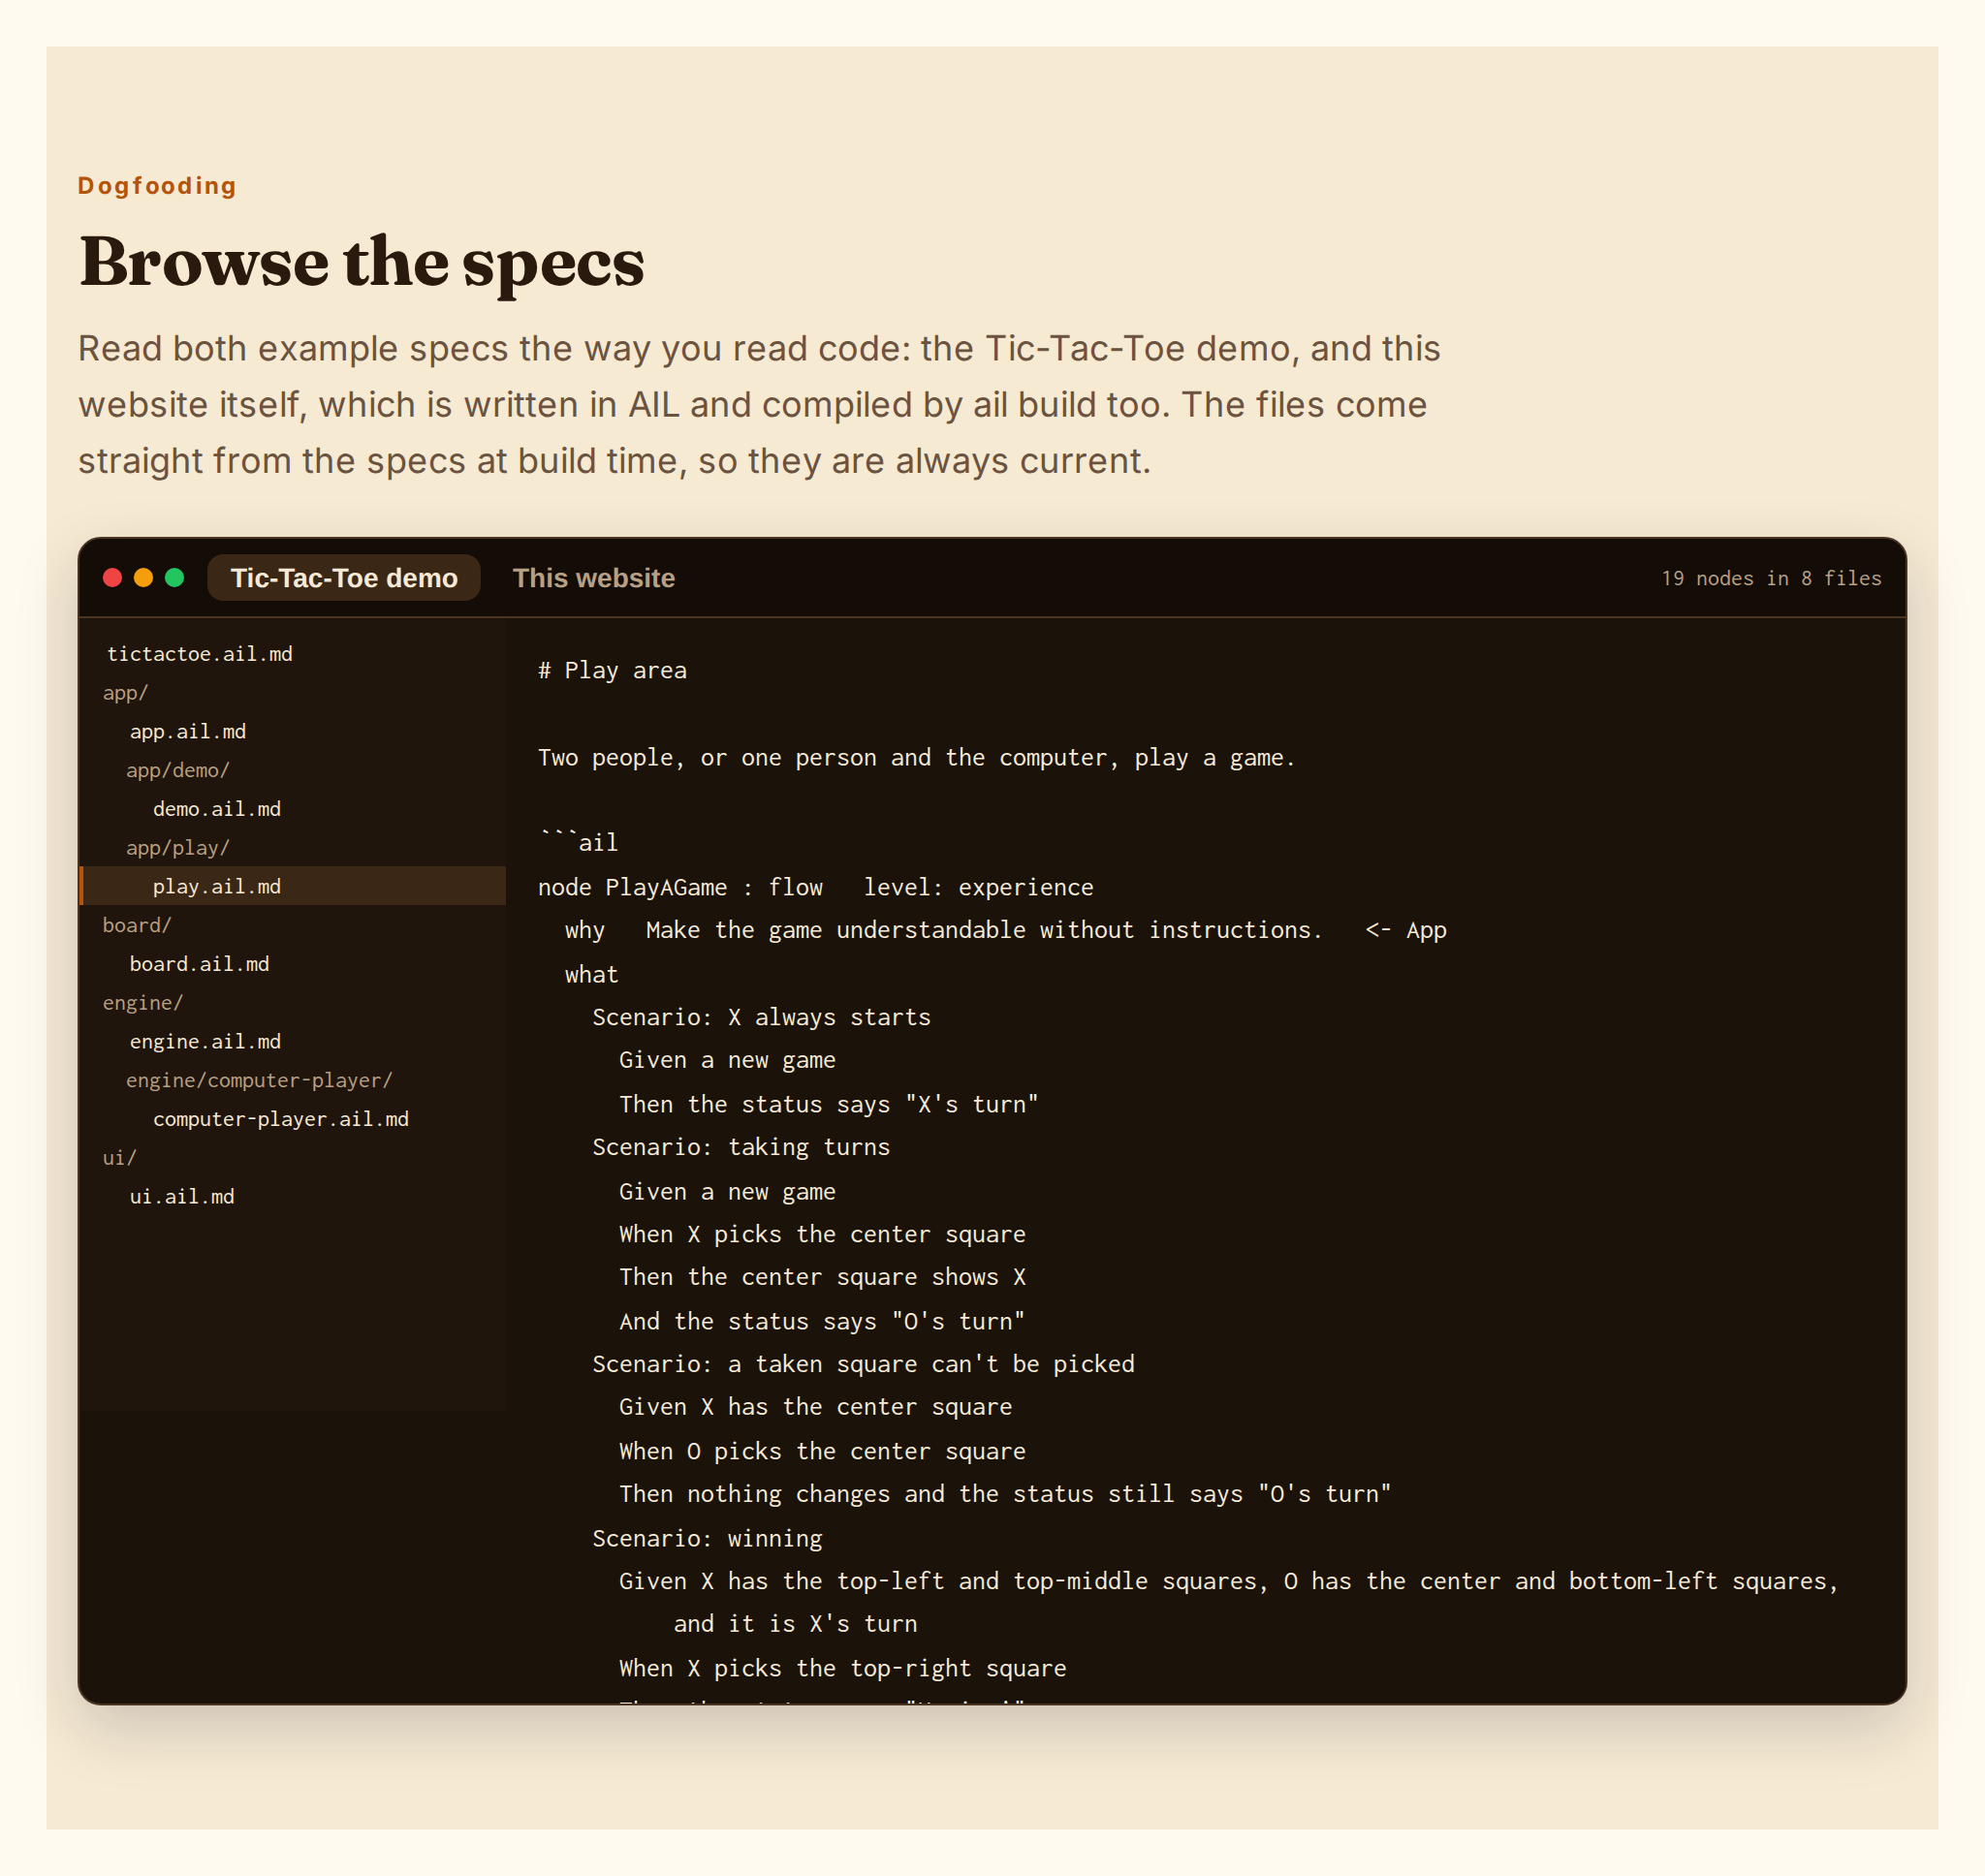 Dogfooding
Browse the specs
Read both example specs the way you read code: the Tic-Tac-Toe demo, and this
website itself, which is written in AIL and compiled by ail build too. The files come
straight from the specs at build time, so they are always current.
Tic-Tac-Toe demo This website 19 nodes in 8 files
tictactoe.ail.md
app/
app.ail.md
app/demo/
demo.ail.md
app/play/
play.ail.md
board/
board.ail.md
engine/
engine.ail.md
engine/computer-player/
computer-player.ail.md
ui/
ui.ail.md
# Play area
Two people, or one person and the computer, play a game.
```ail
node PlayAGame : flow   level: experience
  why   Make the game understandable without instructions.   <- App
  what
    Scenario: X always starts
      Given a new game
      Then the status says "X's turn"
    Scenario: taking turns
      Given a new game
      When X picks the center square
      Then the center square shows X
      And the status says "O's turn"
    Scenario: a taken square can't be picked
      Given X has the center square
      When O picks the center square
      Then nothing changes and the status still says "O's turn"
    Scenario: winning
      Given X has the top-left and top-middle squares, O has the center and bottom-left squares,
          and it is X's turn
      When X picks the top-right square